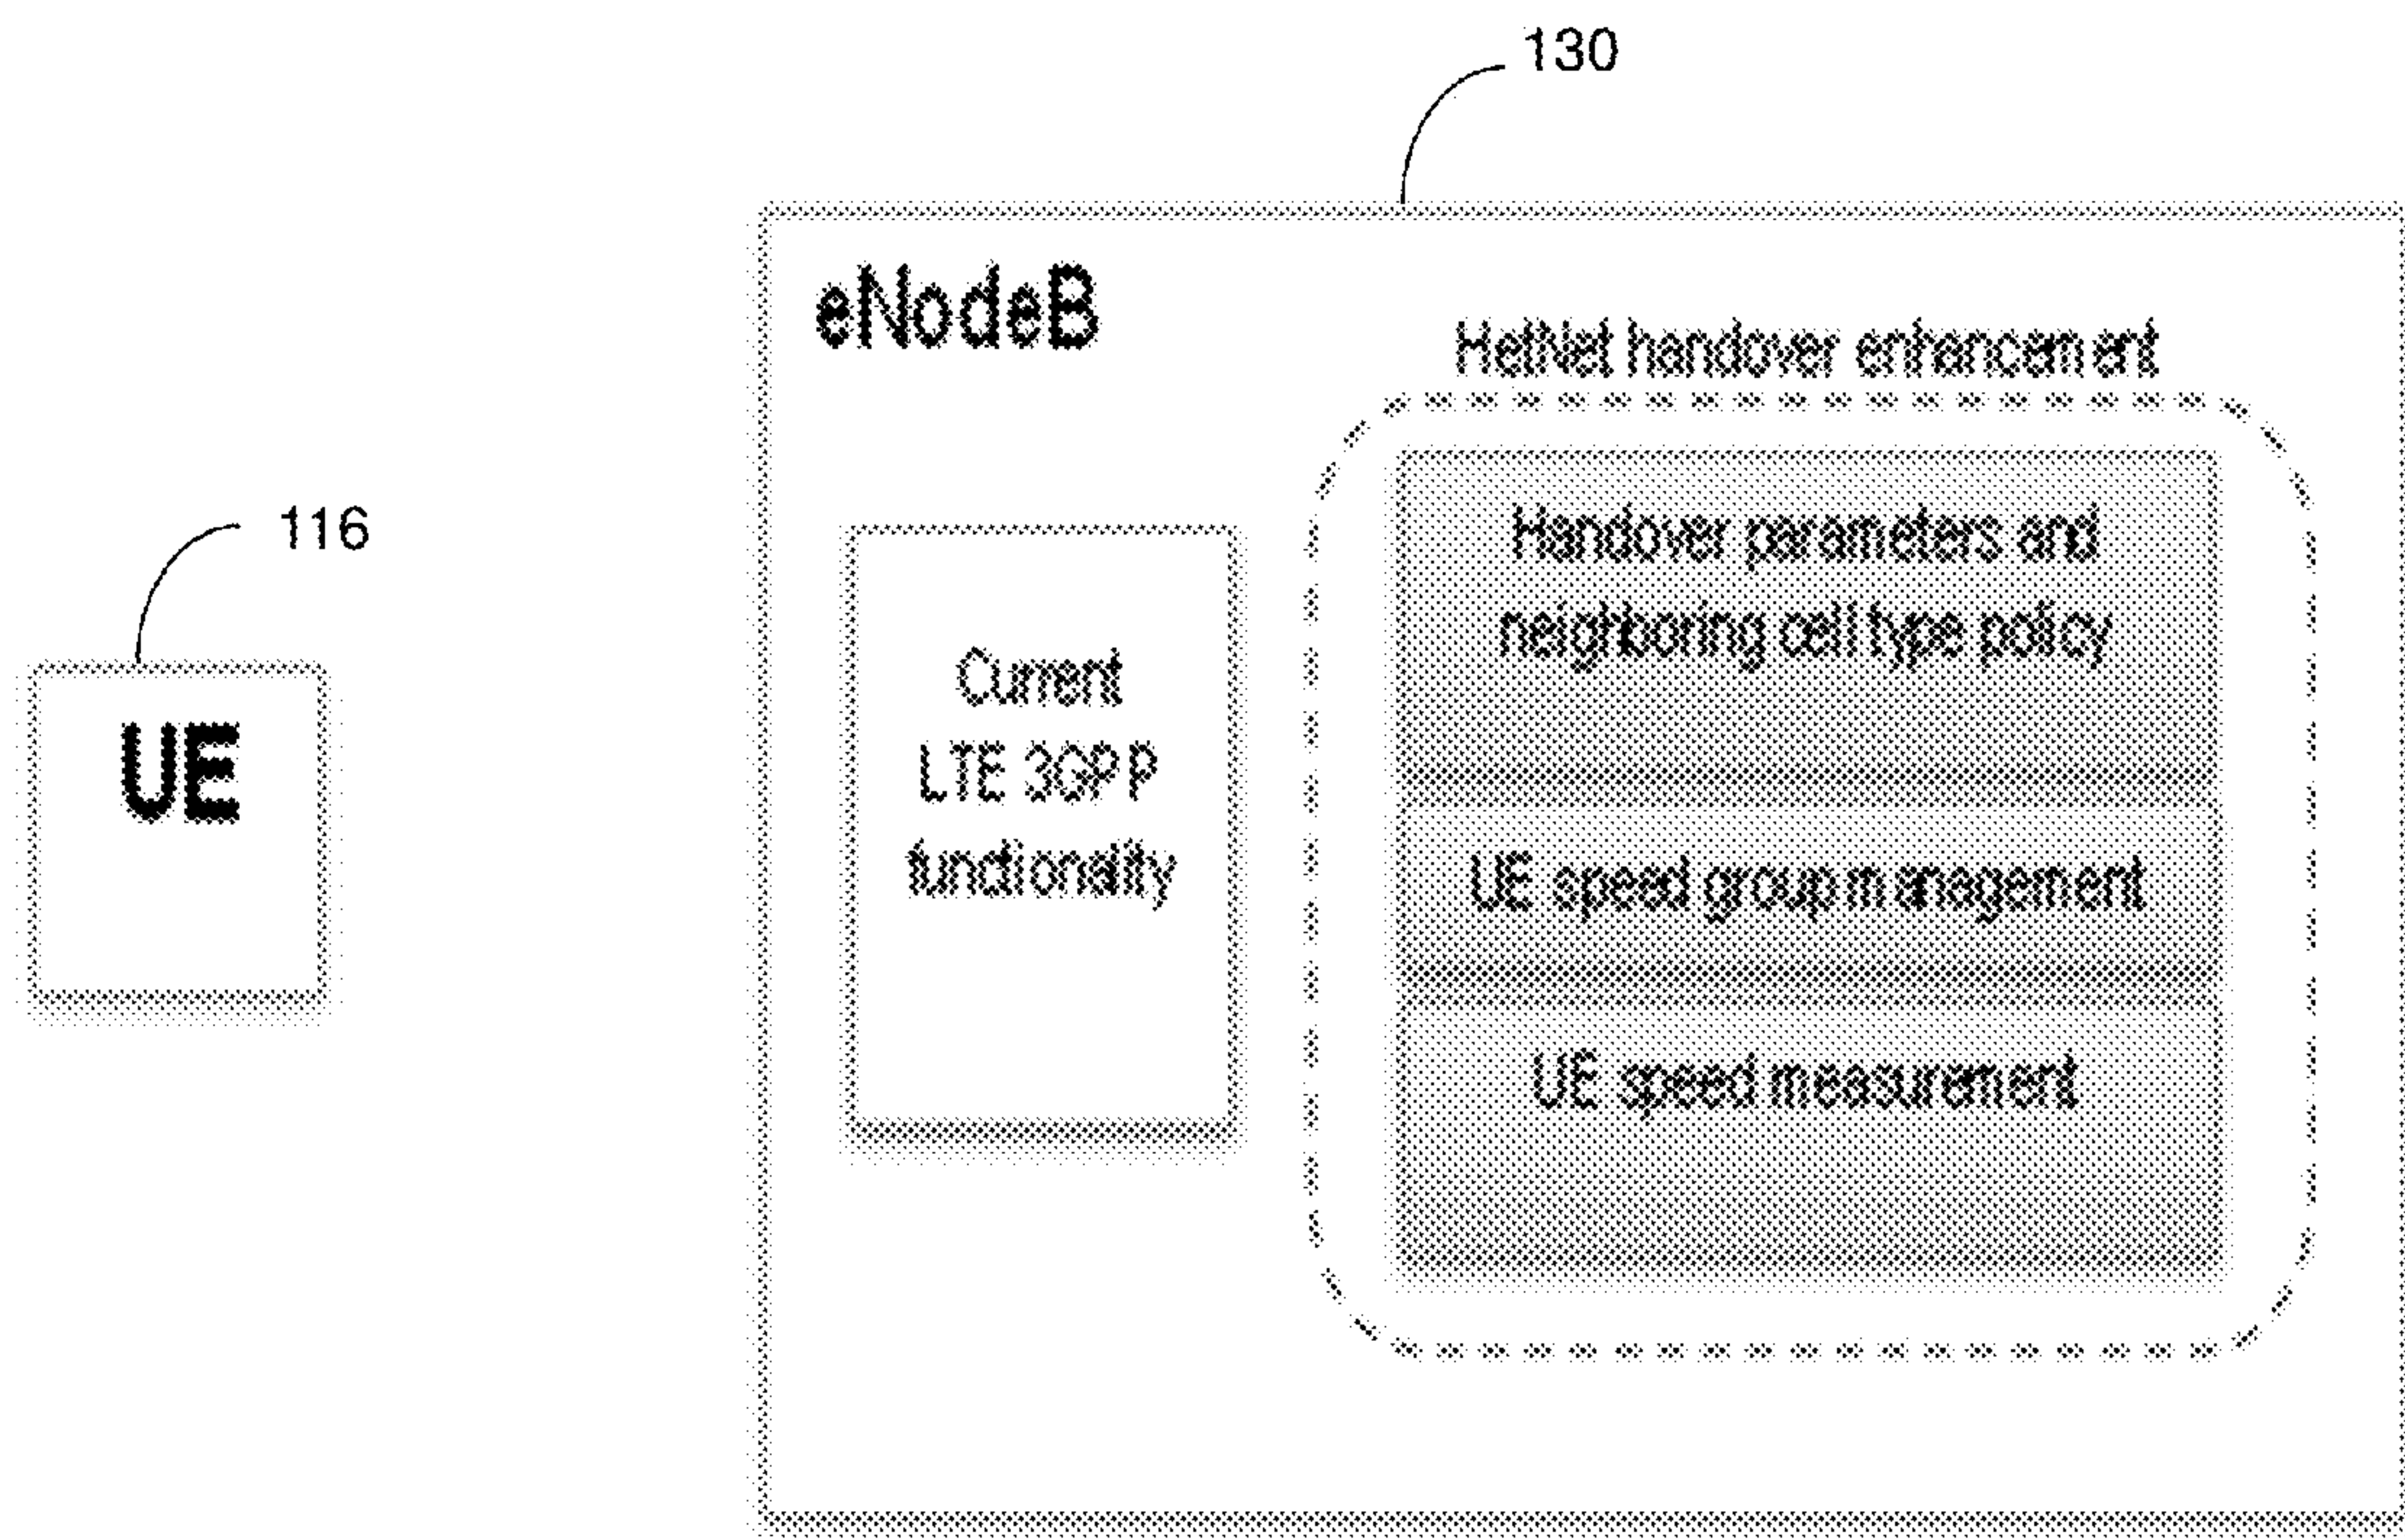 130
eNodeB
HetNet handover enhancement
116
UE
Current
LTE 3GPP
functionality
Handover parameters and
neighboring cell type policy
UE speed group management
UE speed measurement